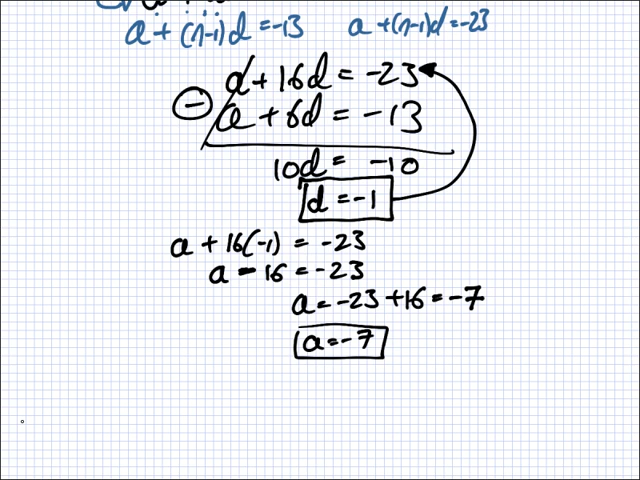 a + (n-1)d = -13 a + (n-1)d = -23
a + 16d = -23
- a + 6d = -13
10d = -10
d = -1
a + 16(-1) = -23
a - 16 = -23
a = -23 + 16 = -7
a = -7